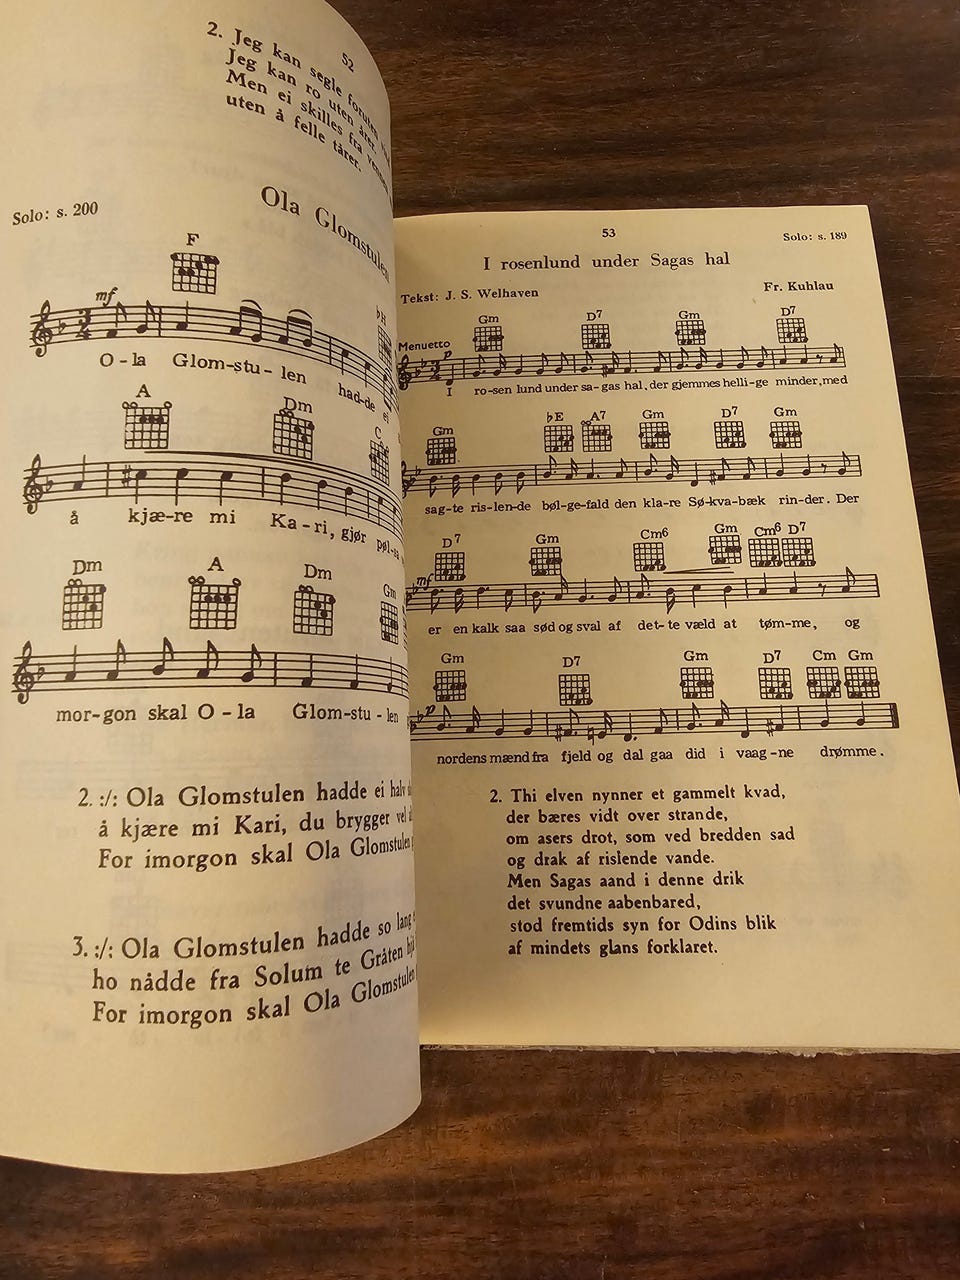 52
2. Jeg kan segle foruten
Jeg kan ro uten årer.
Men ei skilles fra vennen
uten å felle tårer.
Ola Glomstulen
Solo: s. 200
F
mf
O-la Glom-stu-len had-de ei
A Dm C
å kjæ-re mi Ka-ri, gjør pøl-sa
Dm A Dm Gm
mor-gon skal O-la Glom-stu-len
2. :/: Ola Glomstulen hadde ei halv
å kjære mi Kari, du brygger vel
For imorgon skal Ola Glomstulen
3. :/: Ola Glomstulen hadde so lang
ho nådde fra Solum te Gråten
For imorgon skal Ola Glomstulen
53
Solo: s. 189
I rosenlund under Sagas hal
Tekst: J. S. Welhaven Fr. Kuhlau
Gm D7 Gm D7
Menuetto
p
I ro-sen lund under sa-gas hal, der gjemmes helli-ge minder, med
Gm ♭E A7 Gm D7 Gm
sag-te ris-len-de bøl-ge-fald den kla-re Sø-kva-bæk rin-der. Der
D7 Gm Cm6 Gm Cm6 D7
mf
er en kalk saa sød og sval af det-te væld at tøm-me, og
Gm D7 Gm D7 Cm Gm
p
nordens mænd fra fjeld og dal gaa did i vaag-ne drømme.
2. Thi elven nynner et gammelt kvad,
der bæres vidt over strande,
om asers drot, som ved bredden sad
og drak af rislende vande.
Men Sagas aand i denne drik
det svundne aabenbared,
stod fremtids syn for Odins blik
af mindets glans forklaret.